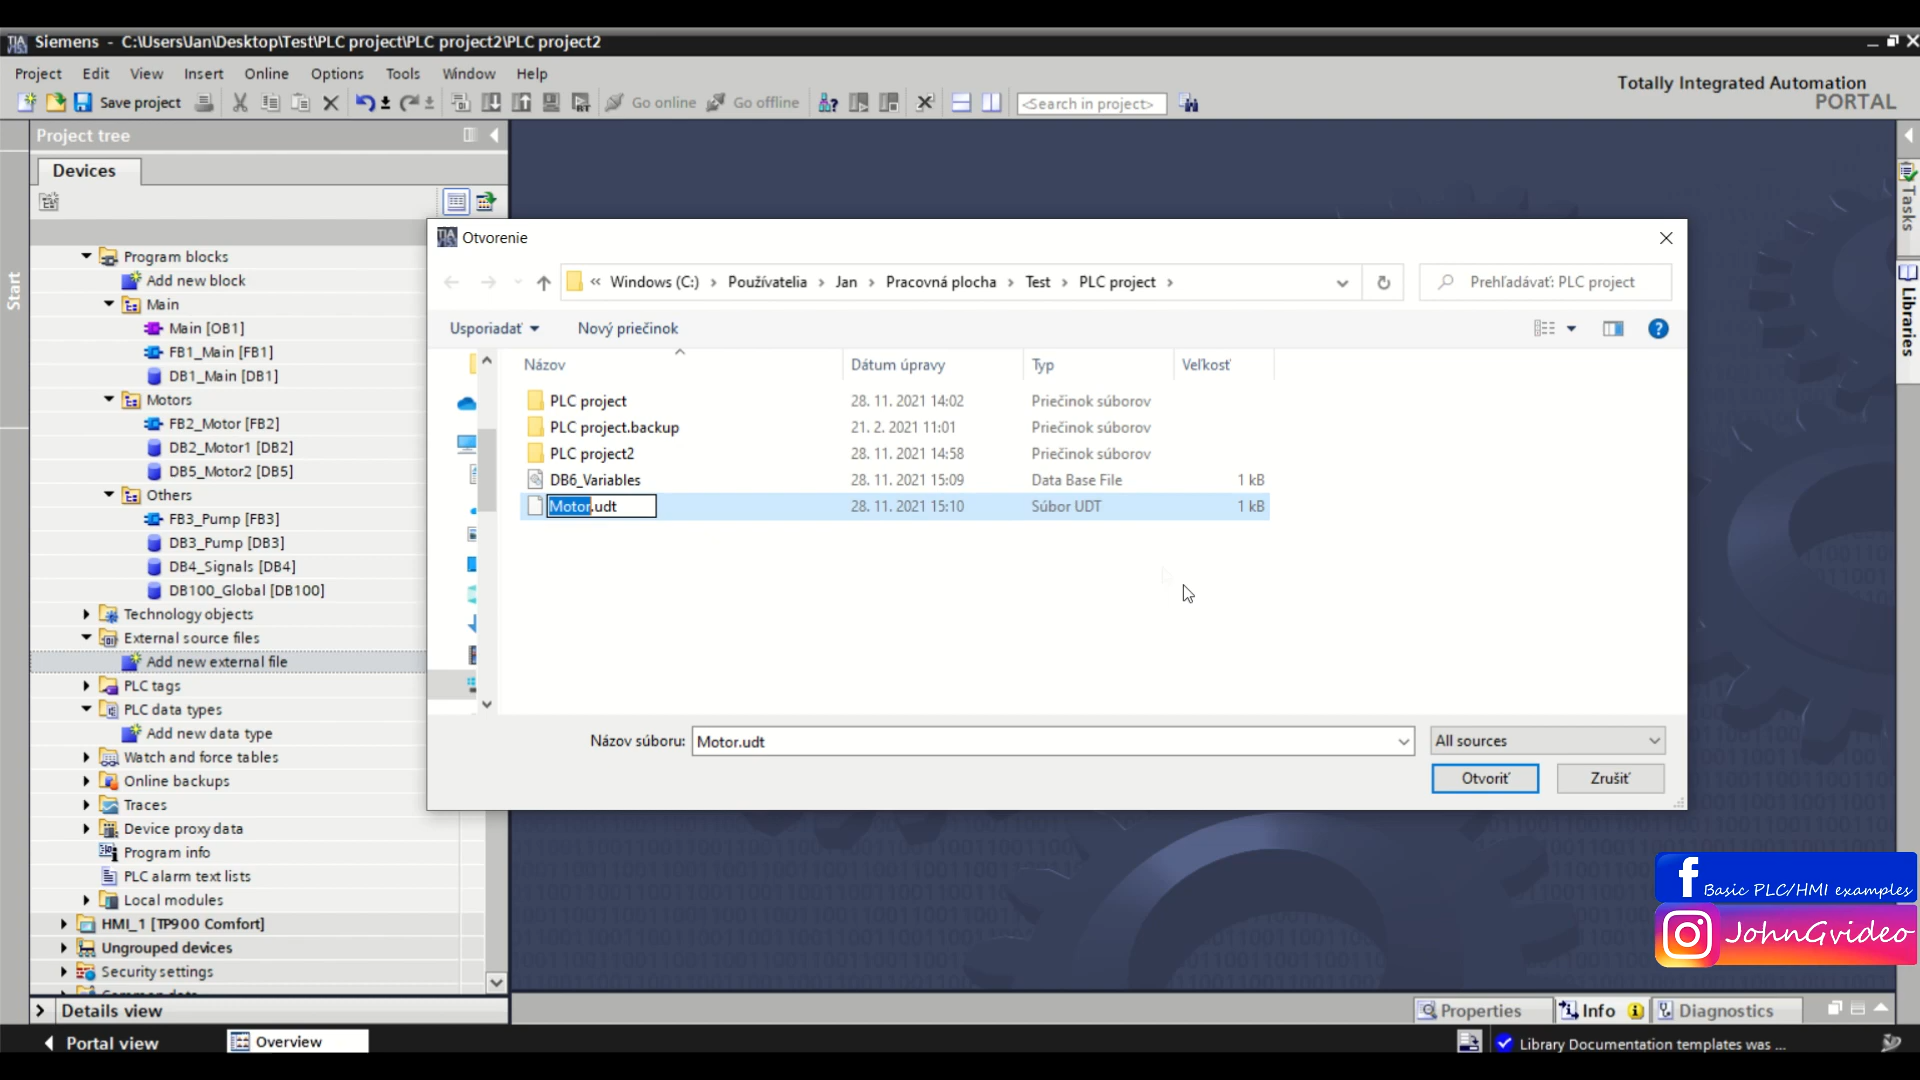 Siemens - C:\Users\Jan\Desktop\Test\PLC project\PLC project2\PLC project2
Project Edit View Insert Online Options Tools Window Help
Totally Integrated Automation
PORTAL
Save project
Go online
Go offline
<Search in project>
Project tree
Devices
Start
Tasks
Libraries
Program blocks
Add new block
Main
Main [OB1]
FB1_Main [FB1]
DB1_Main [DB1]
Motors
FB2_Motor [FB2]
DB2_Motor1 [DB2]
DB5_Motor2 [DB5]
Others
FB3_Pump [FB3]
DB3_Pump [DB3]
DB4_Signals [DB4]
DB100_Global [DB100]
Technology objects
External source files
Add new external file
PLC tags
PLC data types
Add new data type
Watch and force tables
Online backups
Traces
Device proxy data
Program info
PLC alarm text lists
Local modules
HMI_1 [TP900 Comfort]
Ungrouped devices
Security settings
Details view
Otvorenie
« Windows (C:) › Používatelia › Jan › Pracovná plocha › Test › PLC project ›
Prehľadávať: PLC project
Usporiadať
Nový priečinok
Názov Dátum úpravy Typ Veľkosť
PLC project 28. 11. 2021 14:02 Priečinok súborov
PLC project.backup 21. 2. 2021 11:01 Priečinok súborov
PLC project2 28. 11. 2021 14:58 Priečinok súborov
DB6_Variables 28. 11. 2021 15:09 Data Base File 1 kB
Motor.udt 28. 11. 2021 15:10 Súbor UDT 1 kB
Názov súboru: Motor.udt
All sources
Otvoriť
Zrušiť
Basic PLC/HMI examples
JohnGvideo
Properties Info Diagnostics
Portal view
Overview
Library Documentation templates was ...